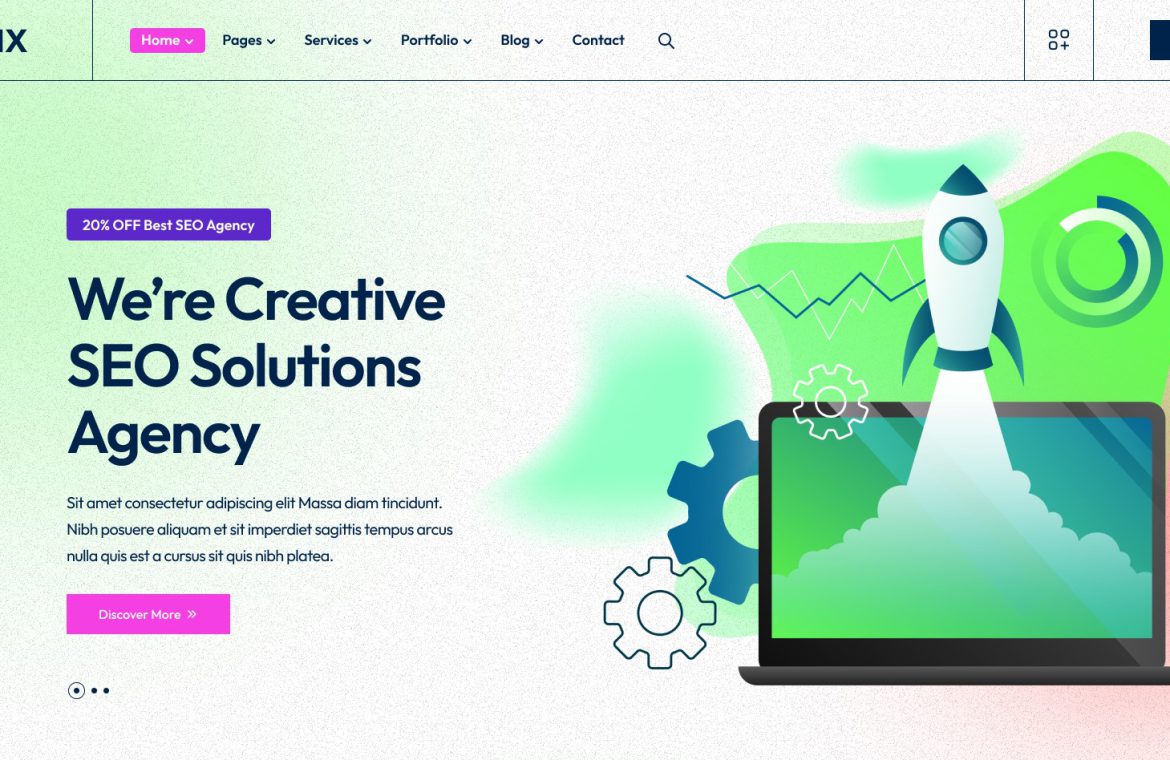 Home
Pages
Services
Portfolio
Blog
Contact
20% OFF Best SEO Agency
We’re Creative
SEO Solutions
Agency
Sit amet consectetur adipiscing elit Massa diam tincidunt.
Nibh posuere aliquam et sit imperdiet sagittis tempus arcus
nulla quis est a cursus sit quis nibh platea.
Discover More